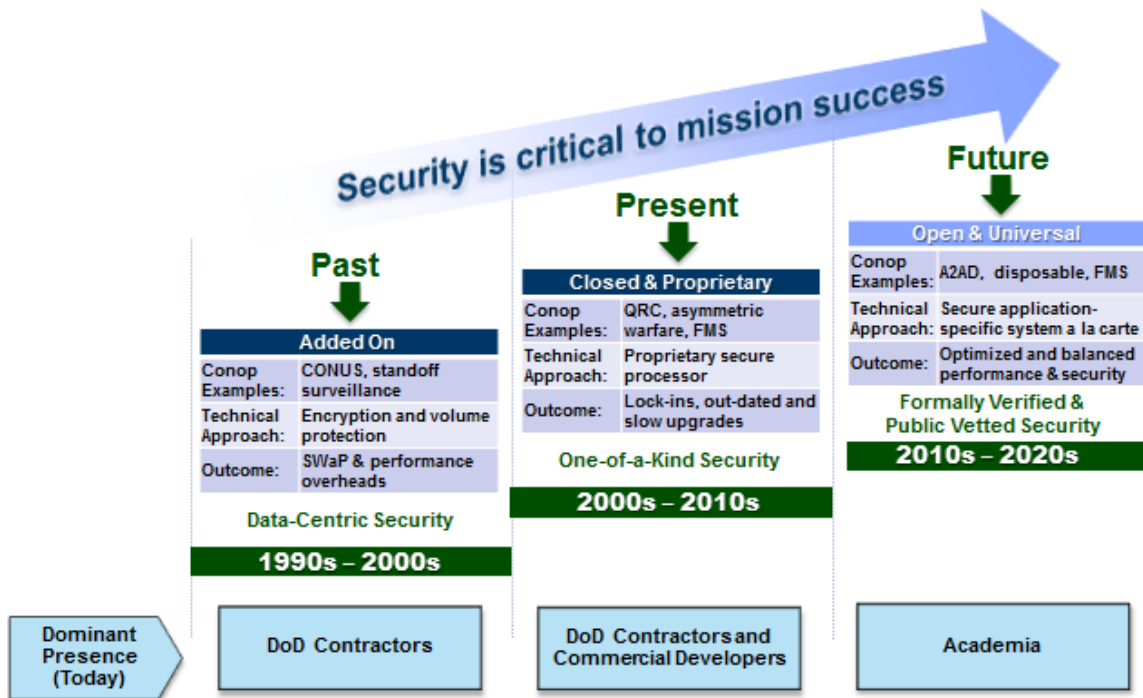 Security is critical to mission success
Past
Added On
Conop
Examples:
CONUS, standoff
surveillance
Technical
Approach:
Encryption and volume
protection
Outcome:
SWaP & performance
overheads
Data-Centric Security
1990s – 2000s
Present
Closed & Proprietary
Conop
Examples:
QRC, asymmetric
warfare, FMS
Technical
Approach:
Proprietary secure
processor
Outcome:
Lock-ins, out-dated and
slow upgrades
One-of-a-Kind Security
2000s – 2010s
Future
Open & Universal
Conop
Examples:
A2AD, disposable, FMS
Technical
Approach:
Secure application-
specific system a la carte
Outcome:
Optimized and balanced
performance & security
Formally Verified &
Public Vetted Security
2010s – 2020s
Dominant
Presence
(Today)
DoD Contractors
DoD Contractors and
Commercial Developers
Academia